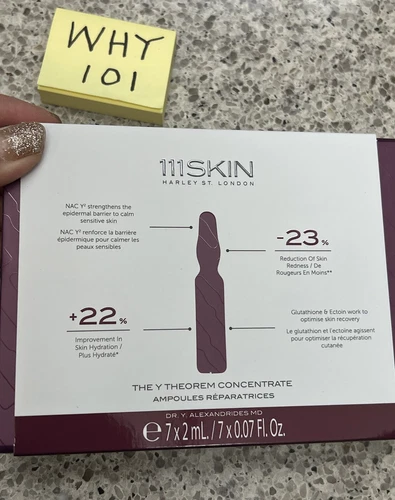 WHY
101
111SKIN
HARLEY ST. LONDON
NAC Y² strengthens the
epidermal barrier to calm
sensitive skin
NAC Y² renforce la barrière
épidermique pour calmer les
peaux sensibles
-23%
Reduction Of Skin
Redness / De
Rougeurs En Moins**
+22%
Improvement In
Skin Hydration /
Plus Hydraté*
Glutathione & Ectoin work to
optimise skin recovery
Le glutathion et l'ectoine agissent
pour optimiser la récupération
cutanée
THE Y THEOREM CONCENTRATE
AMPOULES RÉPARATRICES
DR. Y. ALEXANDRIDES MD
℮ 7 x 2 mL. / 7 x 0.07 Fl. Oz.